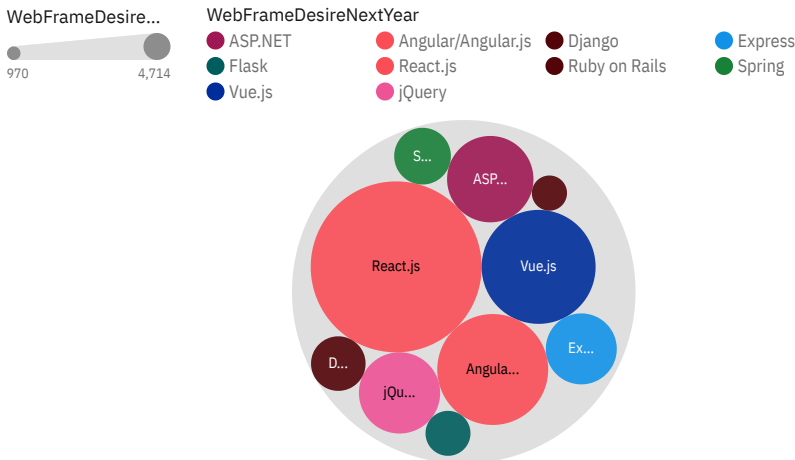 WebFrameDesire...
970
4,714
WebFrameDesireNextYear
ASP.NET
Angular/Angular.js
Django
Express
Flask
React.js
Ruby on Rails
Spring
Vue.js
jQuery
S...
ASP...
React.js
Vue.js
Ex...
D...
Angula...
jQu...